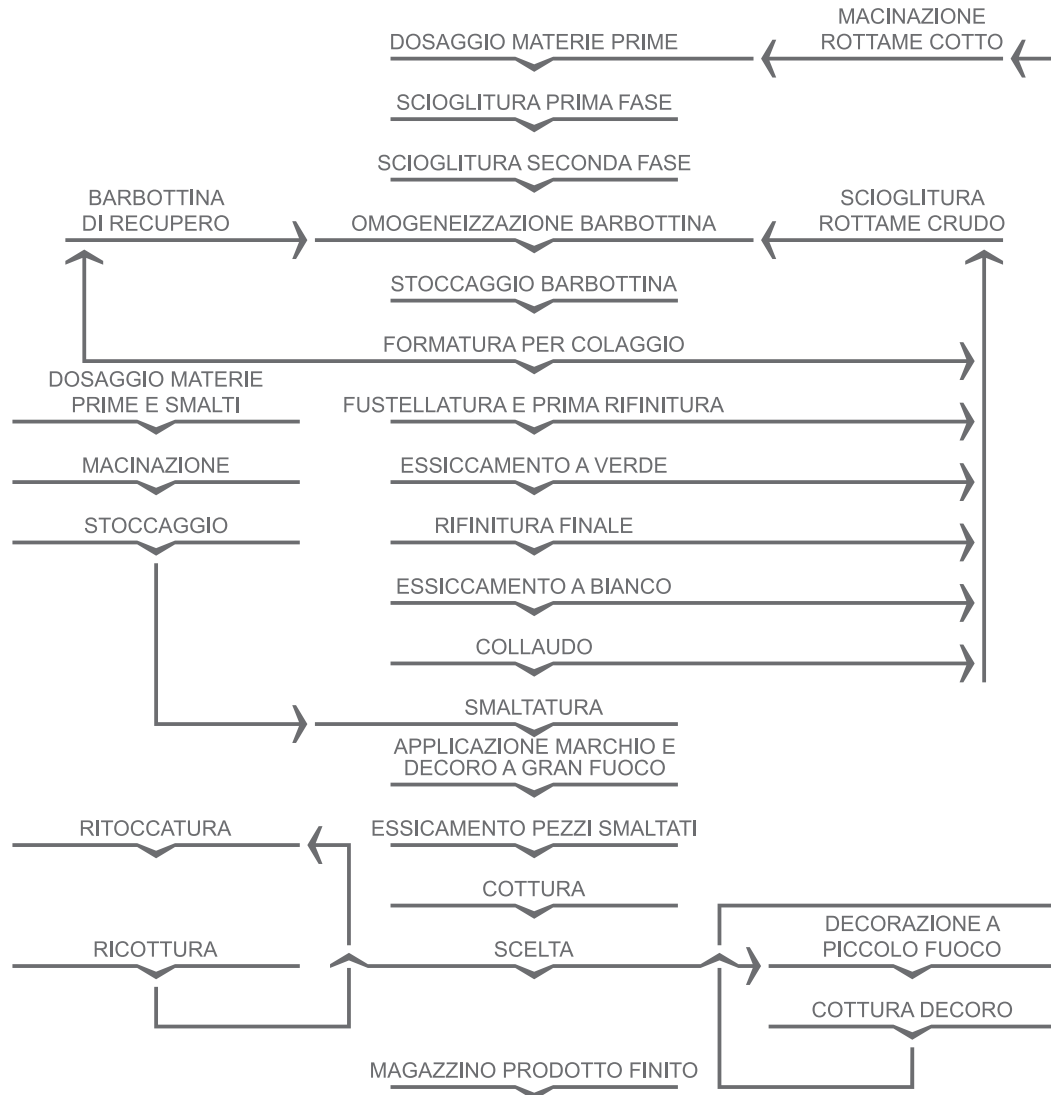 MACINAZIONE
ROTTAME COTTO
DOSAGGIO MATERIE PRIME
SCIOGLITURA PRIMA FASE
SCIOGLITURA SECONDA FASE
BARBOTTINA
DI RECUPERO
OMOGENEIZZAZIONE BARBOTTINA
SCIOGLITURA
ROTTAME CRUDO
STOCCAGGIO BARBOTTINA
FORMATURA PER COLAGGIO
DOSAGGIO MATERIE
PRIME E SMALTI
FUSTELLATURA E PRIMA RIFINITURA
MACINAZIONE
ESSICCAMENTO A VERDE
STOCCAGGIO
RIFINITURA FINALE
ESSICCAMENTO A BIANCO
COLLAUDO
SMALTATURA
APPLICAZIONE MARCHIO E
DECORO A GRAN FUOCO
RITOCCATURA
ESSICAMENTO PEZZI SMALTATI
COTTURA
RICOTTURA
SCELTA
DECORAZIONE A
PICCOLO FUOCO
COTTURA DECORO
MAGAZZINO PRODOTTO FINITO